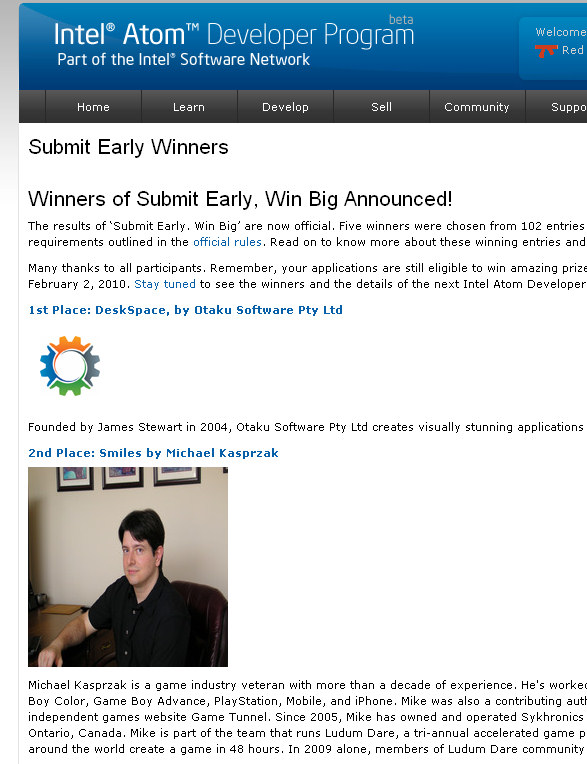 beta
Intel® Atom™ Developer Program
Part of the Intel® Software Network
Welcome
Red
Home Learn Develop Sell Community Suppo
Submit Early Winners
Winners of Submit Early, Win Big Announced!
The results of ‘Submit Early. Win Big’ are now official. Five winners were chosen from 102 entries
requirements outlined in the official rules. Read on to know more about these winning entries and
Many thanks to all participants. Remember, your applications are still eligible to win amazing prize
February 2, 2010. Stay tuned to see the winners and the details of the next Intel Atom Developer
1st Place: DeskSpace, by Otaku Software Pty Ltd
Founded by James Stewart in 2004, Otaku Software Pty Ltd creates visually stunning applications
2nd Place: Smiles by Michael Kasprzak
Michael Kasprzak is a game industry veteran with more than a decade of experience. He's worked
Boy Color, Game Boy Advance, PlayStation, Mobile, and iPhone. Mike was also a contributing auth
independent games website Game Tunnel. Since 2005, Mike has owned and operated Sykhronics
Ontario, Canada. Mike is part of the team that runs Ludum Dare, a tri-annual accelerated game p
around the world create a game in 48 hours. In 2009 alone, members of Ludum Dare community